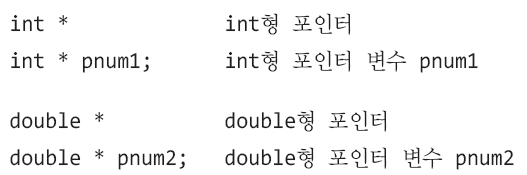 int * int형 포인터
int * pnum1; int형 포인터 변수 pnum1
double * double형 포인터
double * pnum2; double형 포인터 변수 pnum2